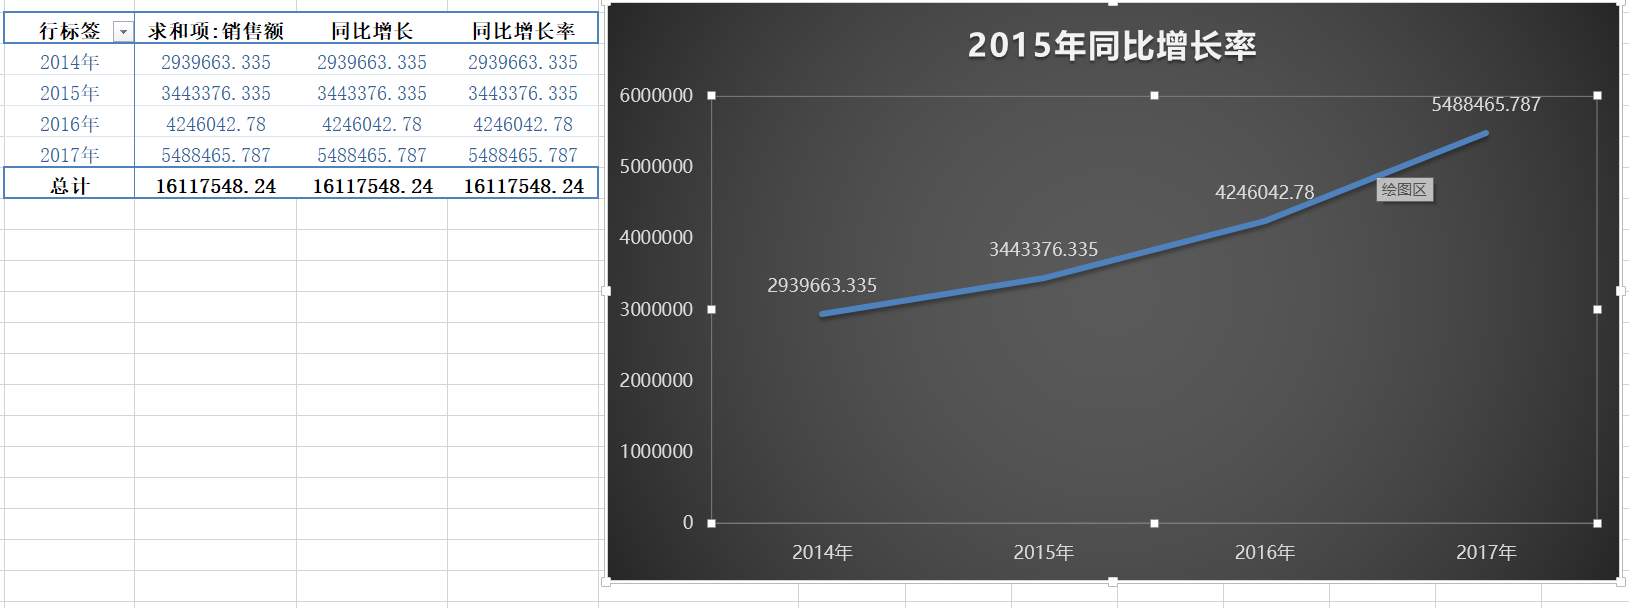 行标签 求和项:销售额 同比增长 同比增长率
2014年 2939663.335 2939663.335 2939663.335
2015年 3443376.335 3443376.335 3443376.335
2016年 4246042.78 4246042.78 4246042.78
2017年 5488465.787 5488465.787 5488465.787
总计 16117548.24 16117548.24 16117548.24
2015年同比增长率
6000000
5000000
4000000
3000000
2000000
1000000
0
2939663.335
3443376.335
4246042.78
5488465.787
绘图区
2014年 2015年 2016年 2017年